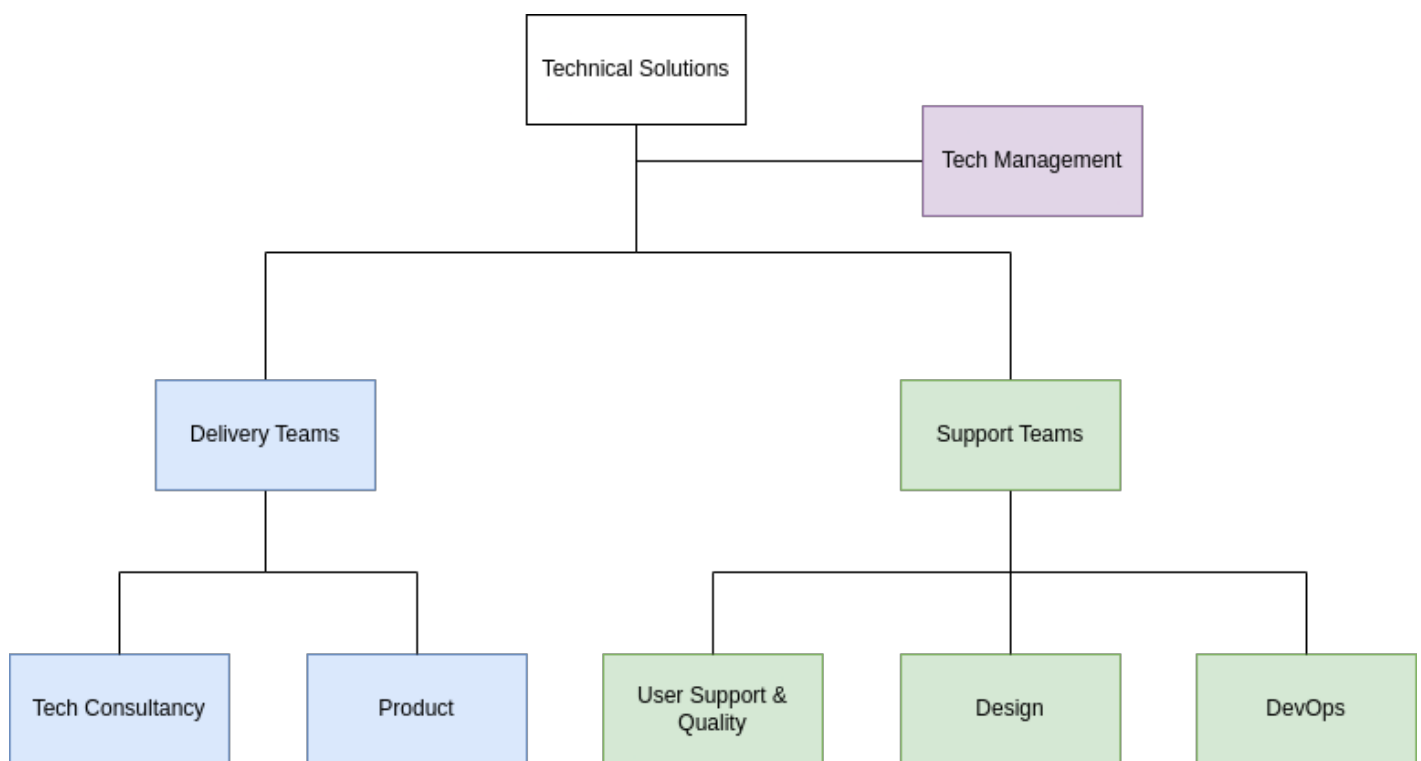 Technical Solutions
Tech Management
Delivery Teams
Support Teams
Tech Consultancy
Product
User Support &
Quality
Design
DevOps